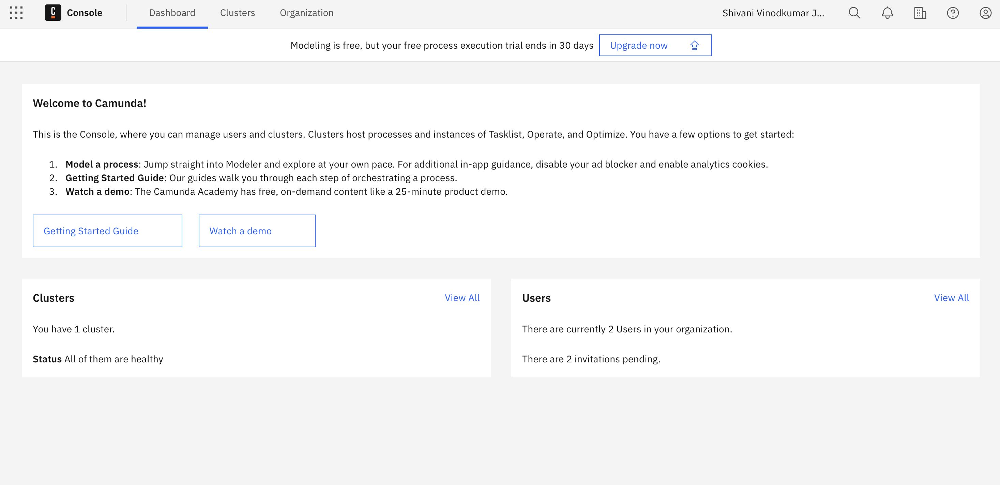 C Console Dashboard Clusters Organization Shivani Vinodkumar J...
Modeling is free, but your free process execution trial ends in 30 days Upgrade now
Welcome to Camunda!
This is the Console, where you can manage users and clusters. Clusters host processes and instances of Tasklist, Operate, and Optimize. You have a few options to get started:
1. Model a process: Jump straight into Modeler and explore at your own pace. For additional in-app guidance, disable your ad blocker and enable analytics cookies.
2. Getting Started Guide: Our guides walk you through each step of orchestrating a process.
3. Watch a demo: The Camunda Academy has free, on-demand content like a 25-minute product demo.
Getting Started Guide Watch a demo
Clusters View All
You have 1 cluster.
Status All of them are healthy
Users View All
There are currently 2 Users in your organization.
There are 2 invitations pending.